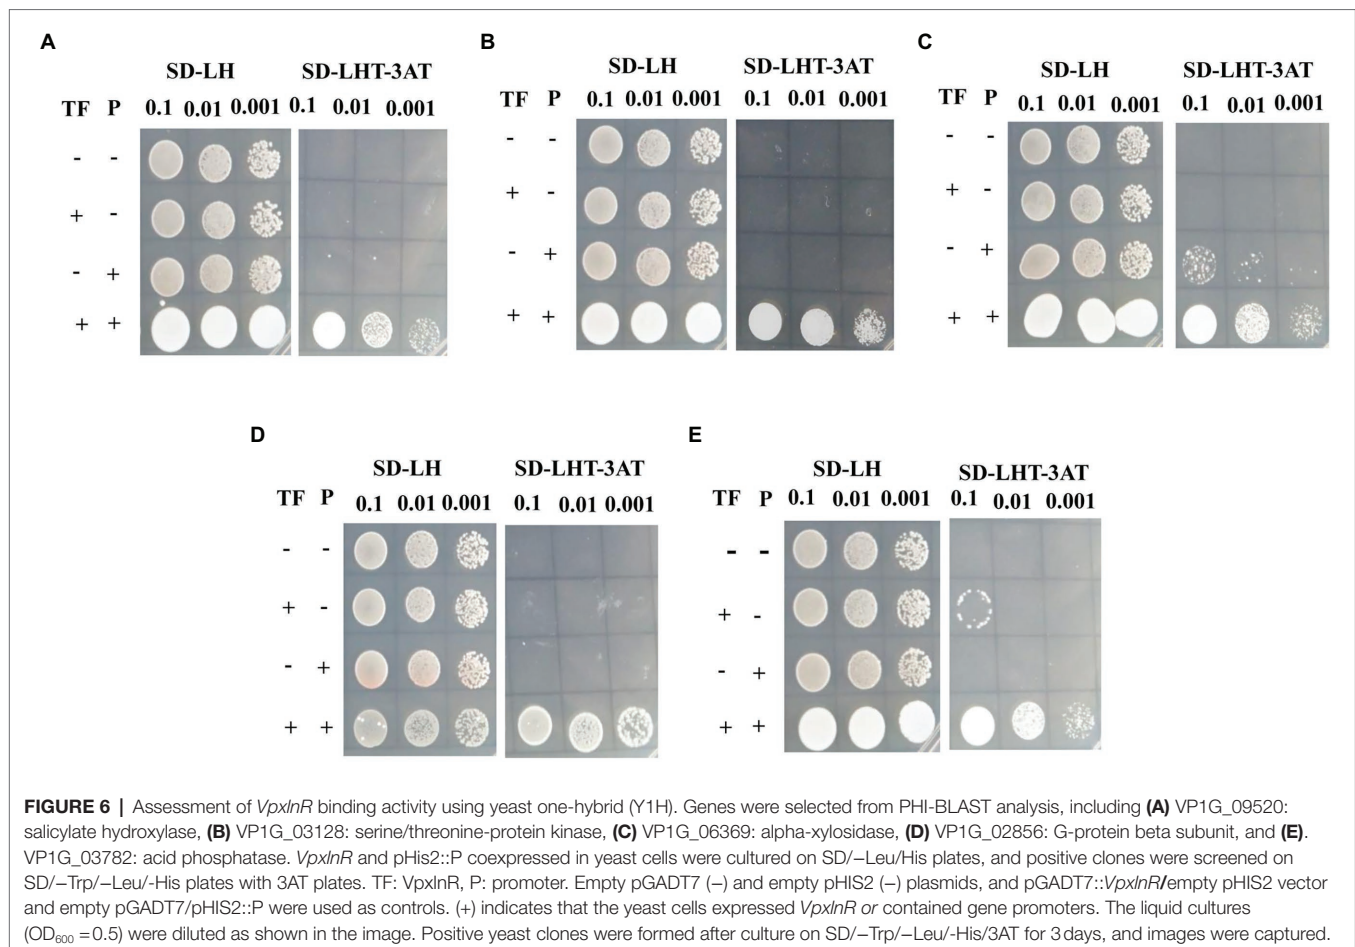 A
SD-LH SD-LHT-3AT
TF P 0.1 0.01 0.001 0.1 0.01 0.001
- -
+ -
- +
+ +
B
SD-LH SD-LHT-3AT
TF P 0.1 0.01 0.001 0.1 0.01 0.001
- -
+ -
- +
+ +
C
SD-LH SD-LHT-3AT
TF P 0.1 0.01 0.001 0.1 0.01 0.001
- -
+ -
- +
+ +
D
SD-LH SD-LHT-3AT
TF P 0.1 0.01 0.001 0.1 0.01 0.001
- -
+ -
- +
+ +
E
SD-LH SD-LHT-3AT
TF P 0.1 0.01 0.001 0.1 0.01 0.001
- -
+ -
- +
+ +
FIGURE 6 | Assessment of VpxlnR binding activity using yeast one-hybrid (Y1H). Genes were selected from PHI-BLAST analysis, including (A) VP1G_09520:
salicylate hydroxylase, (B) VP1G_03128: serine/threonine-protein kinase, (C) VP1G_06369: alpha-xylosidase, (D) VP1G_02856: G-protein beta subunit, and (E).
VP1G_03782: acid phosphatase. VpxlnR and pHis2::P coexpressed in yeast cells were cultured on SD/−Leu/His plates, and positive clones were screened on
SD/−Trp/−Leu/-His plates with 3AT plates. TF: VpxlnR, P: promoter. Empty pGADT7 (−) and empty pHIS2 (−) plasmids, and pGADT7::VpxlnR/empty pHIS2 vector
and empty pGADT7/pHIS2::P were used as controls. (+) indicates that the yeast cells expressed VpxlnR or contained gene promoters. The liquid cultures
(OD₆₀₀ = 0.5) were diluted as shown in the image. Positive yeast clones were formed after culture on SD/−Trp/−Leu/-His/3AT for 3 days, and images were captured.